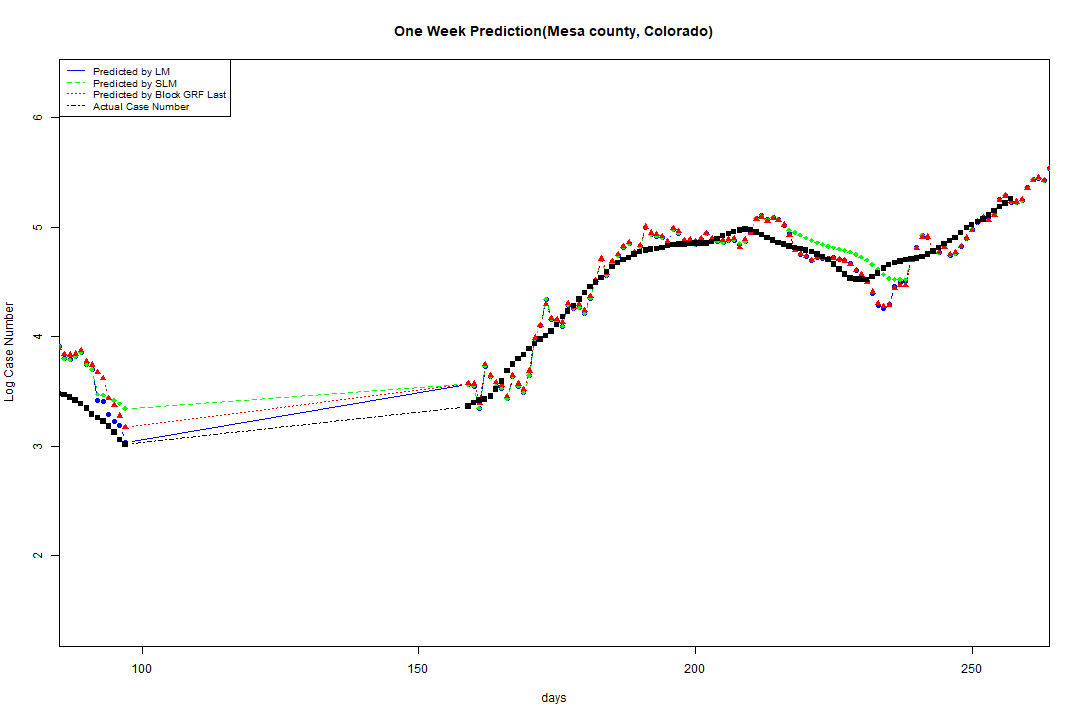 One Week Prediction(Mesa county, Colorado)
Predicted by LM
Predicted by SLM
Predicted by Block GRF Last
Actual Case Number
6
5
4
3
2
Log Case Number
100
150
200
250
days